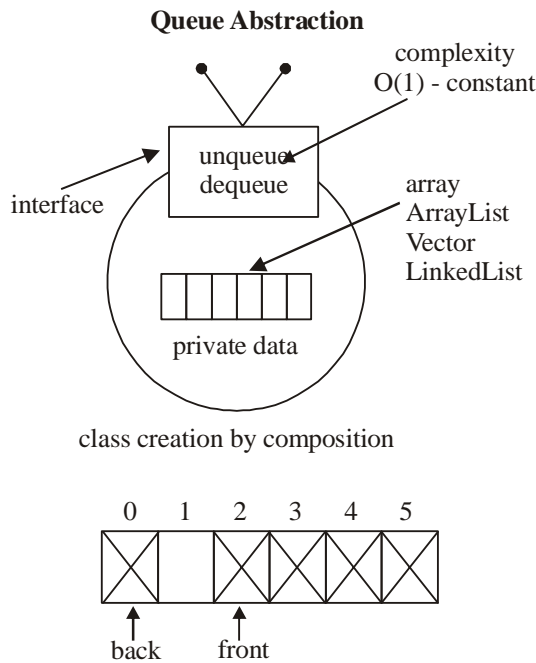 Queue Abstraction
complexity
O(1) - constant
unqueue
dequeue
interface
array
ArrayList
Vector
LinkedList
private data
class creation by composition
0 1 2 3 4 5
back front